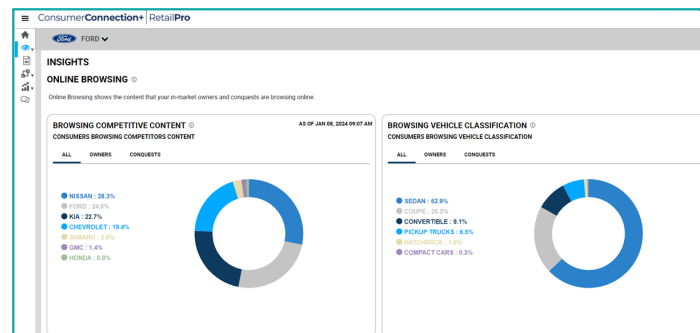 ConsumerConnection+ RetailPro
Ford FORD
INSIGHTS
ONLINE BROWSING
Online Browsing shows the content that your in-market owners and conquests are browsing online.
BROWSING COMPETITIVE CONTENT
AS OF JAN 08, 2024 09:07 AM
CONSUMERS BROWSING COMPETITORS CONTENT
ALL OWNERS CONQUESTS
NISSAN : 28.3%
FORD : 24.8%
KIA : 22.7%
CHEVROLET : 19.4%
SUBARU : 2.6%
GMC : 1.4%
HONDA : 0.8%
BROWSING VEHICLE CLASSIFICATION
CONSUMERS BROWSING VEHICLE CLASSIFICATION
ALL OWNERS CONQUESTS
SEDAN : 62.9%
COUPE : 20.2%
CONVERTIBLE : 9.1%
PICKUP TRUCKS : 6.5%
HATCHBACK : 1.0%
COMPACT CARS : 0.3%